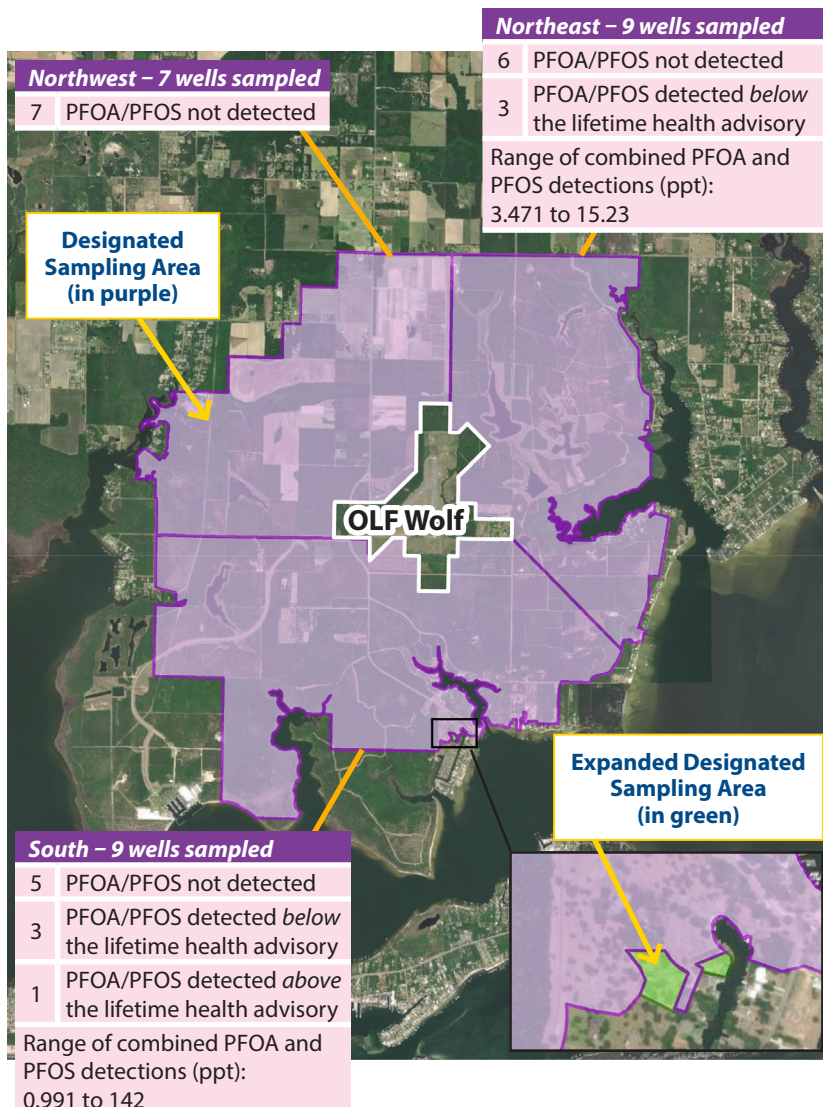 Northeast – 9 wells sampled
6 PFOA/PFOS not detected
3 PFOA/PFOS detected below
the lifetime health advisory
Range of combined PFOA and
PFOS detections (ppt):
3.471 to 15.23
Northwest – 7 wells sampled
7 PFOA/PFOS not detected
Designated
Sampling Area
(in purple)
OLF Wolf
Expanded Designated
Sampling Area
(in green)
South – 9 wells sampled
5 PFOA/PFOS not detected
3 PFOA/PFOS detected below
the lifetime health advisory
1 PFOA/PFOS detected above
the lifetime health advisory
Range of combined PFOA and
PFOS detections (ppt):
0.991 to 142